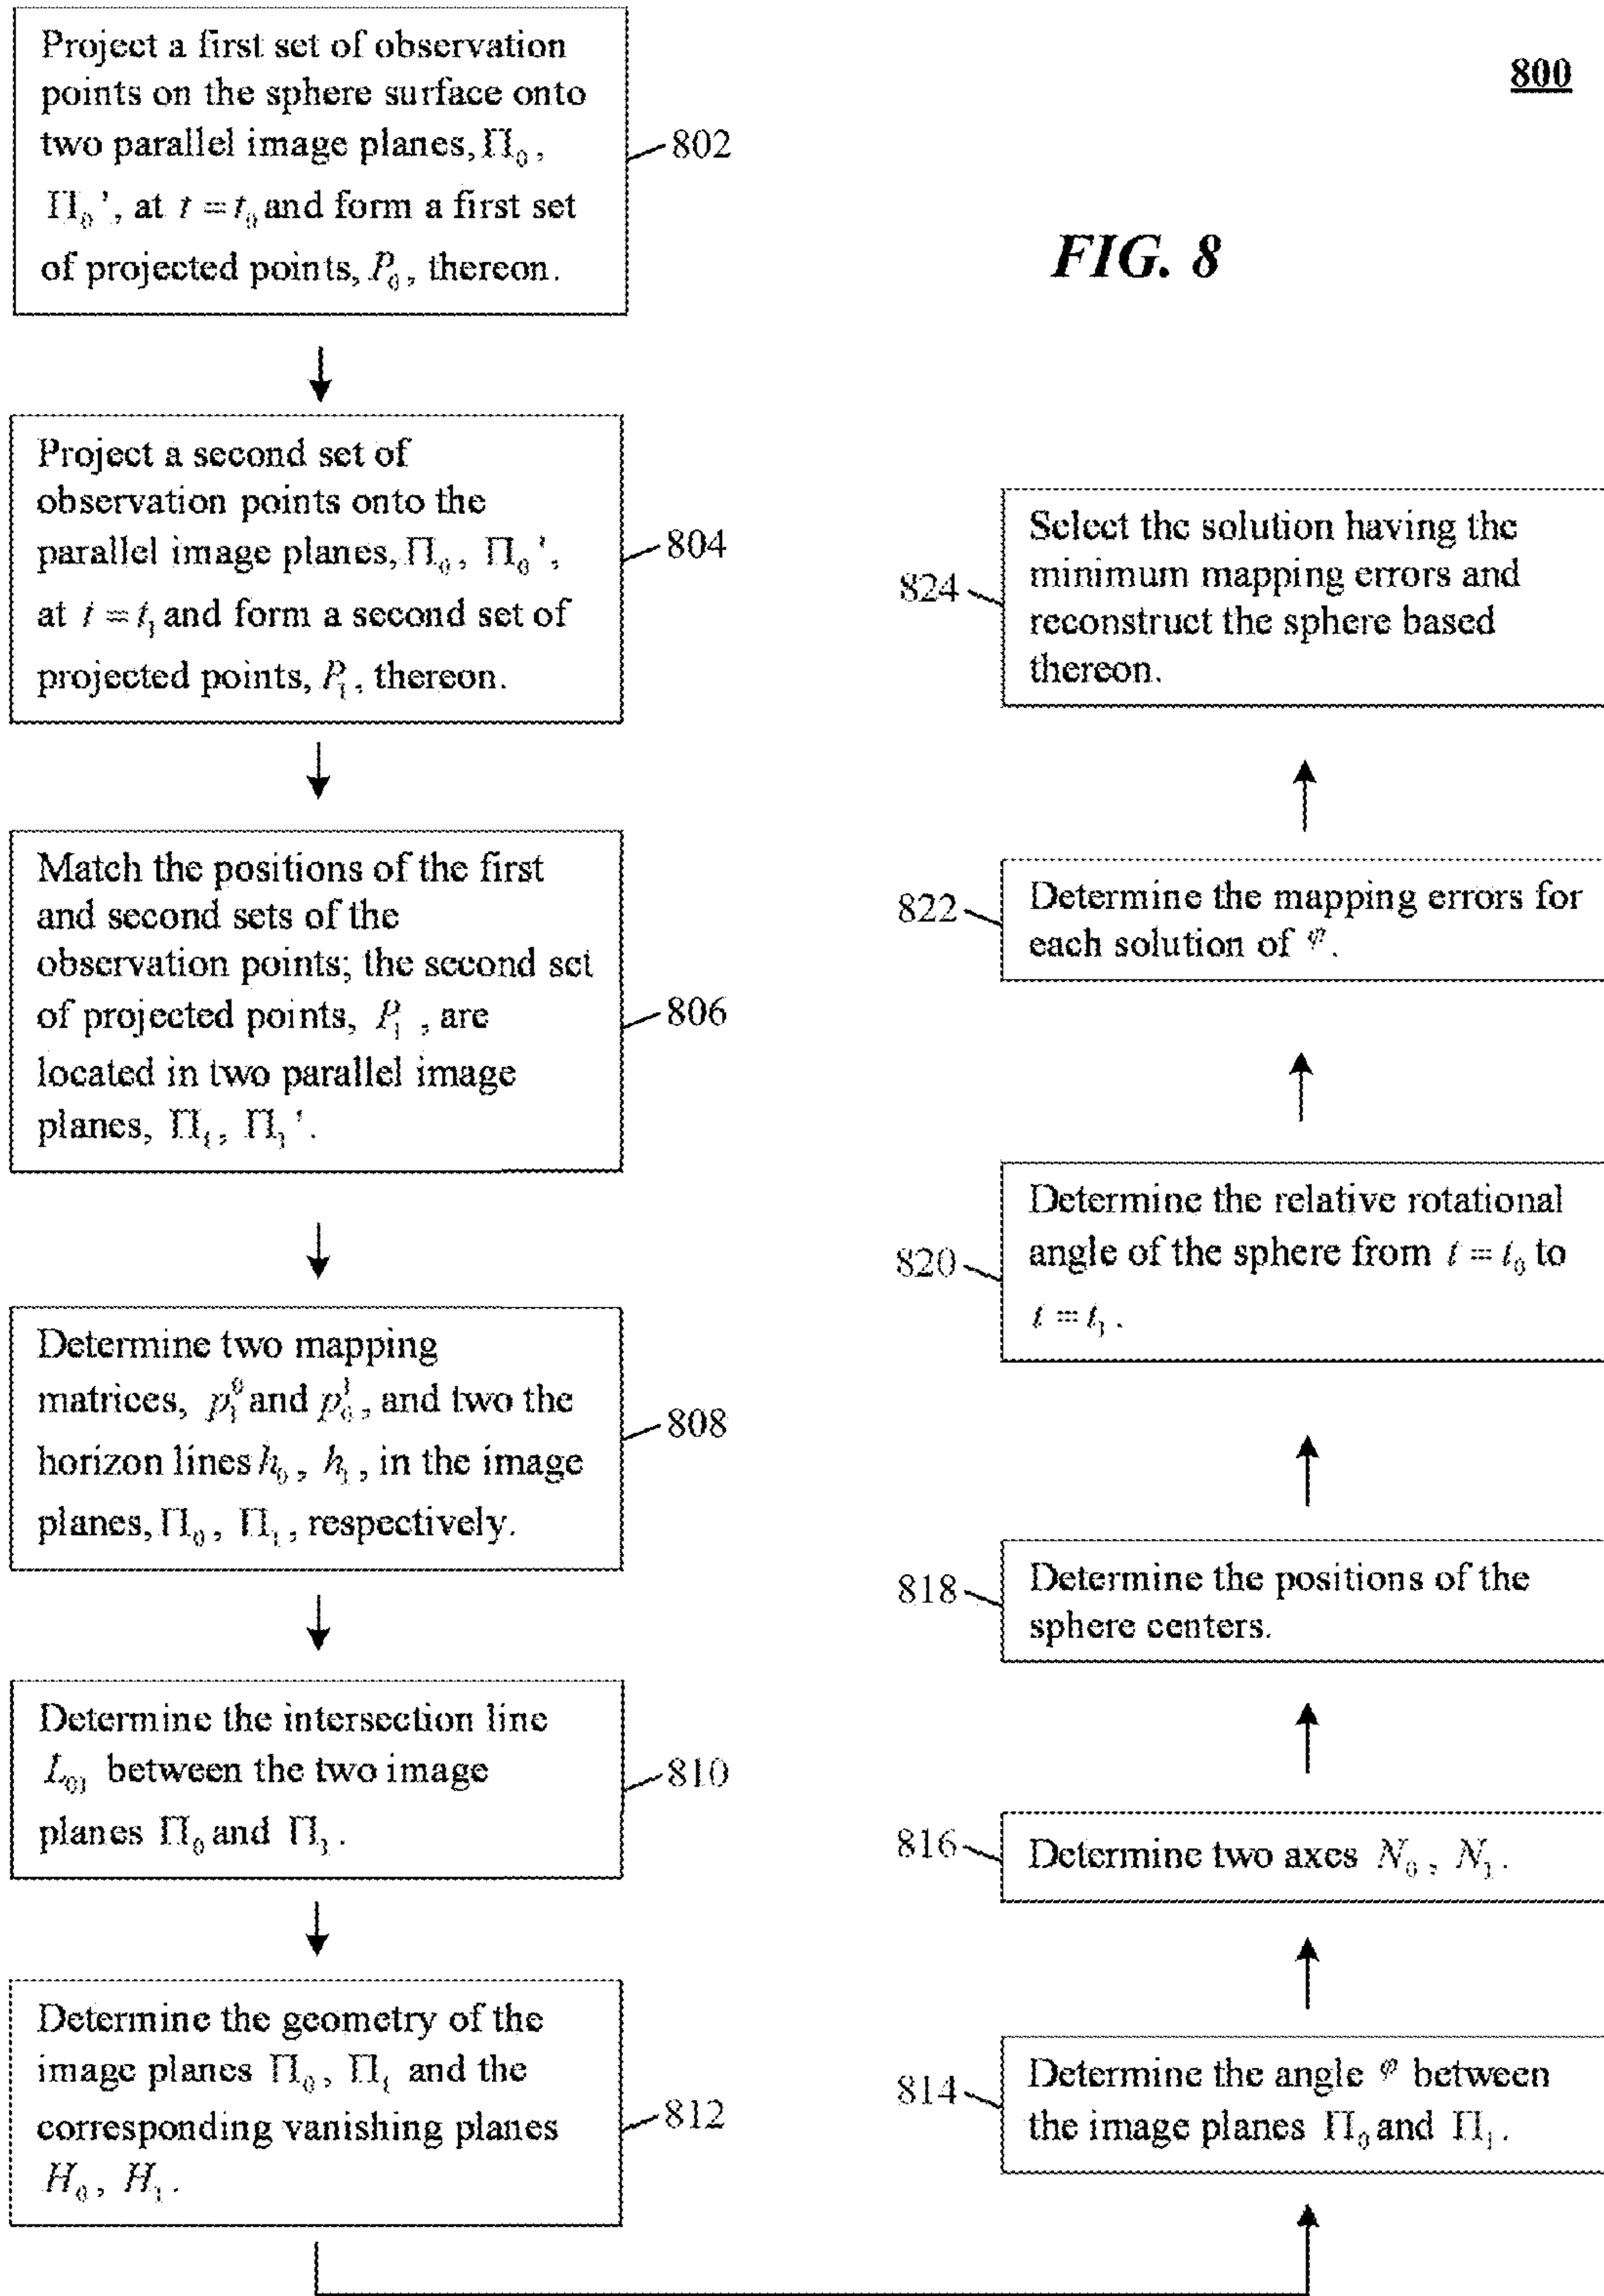 Project a first set of observation
points on the sphere surface onto
two parallel image planes, Π₀,
Π₀', at t = t₀ and form a first set
of projected points, P₀, thereon.
802
800
FIG. 8
Project a second set of
observation points onto the
parallel image planes, Π₀, Π₀',
at t = t₁ and form a second set of
projected points, P₁, thereon.
804
Match the positions of the first
and second sets of the
observation points; the second set
of projected points, P₁, are
located in two parallel image
planes, Π₁, Π₁'.
806
Determine two mapping
matrices, p₁⁰ and p₀¹, and two the
horizon lines h₀, h₁, in the image
planes, Π₀, Π₁, respectively.
808
Determine the intersection line
L₀₁ between the two image
planes Π₀ and Π₁.
810
Determine the geometry of the
image planes Π₀, Π₁ and the
corresponding vanishing planes
H₀, H₁.
812
814
Determine the angle φ between
the image planes Π₀ and Π₁.
816
Determine two axes N₀, N₁.
818
Determine the positions of the
sphere centers.
820
Determine the relative rotational
angle of the sphere from t = t₀ to
t = t₁.
822
Determine the mapping errors for
each solution of φ.
824
Select the solution having the
minimum mapping errors and
reconstruct the sphere based
thereon.